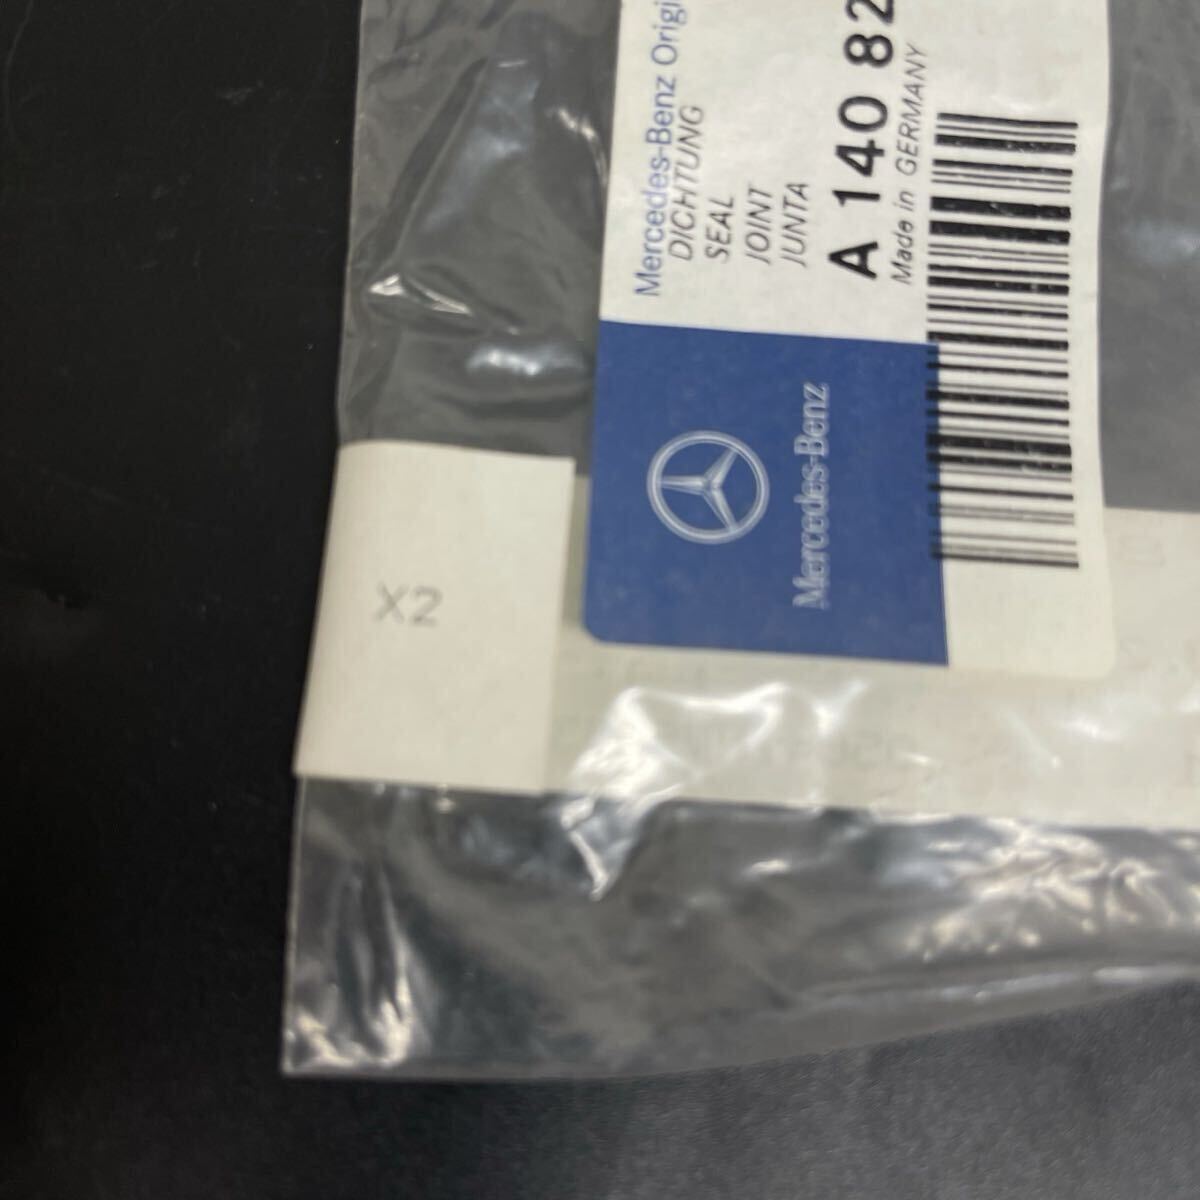 Mercedes-Benz Origi
DICHTUNG
SEAL
JOINT
JUNTA
A 140 82
Made in GERMANY
Mercedes-Benz
X2